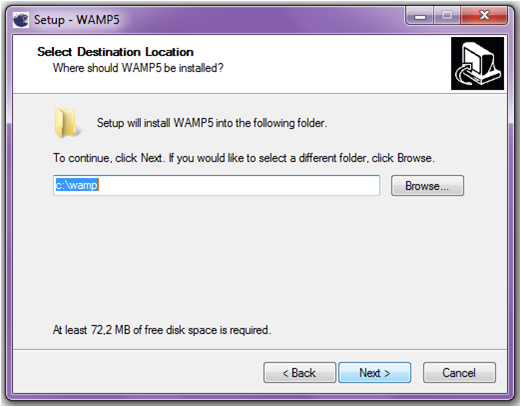 Setup - WAMP5
Select Destination Location
Where should WAMP5 be installed?
Setup will install WAMP5 into the following folder.
To continue, click Next. If you would like to select a different folder, click Browse.
c:\wamp
Browse...
At least 72,2 MB of free disk space is required.
< Back
Next >
Cancel